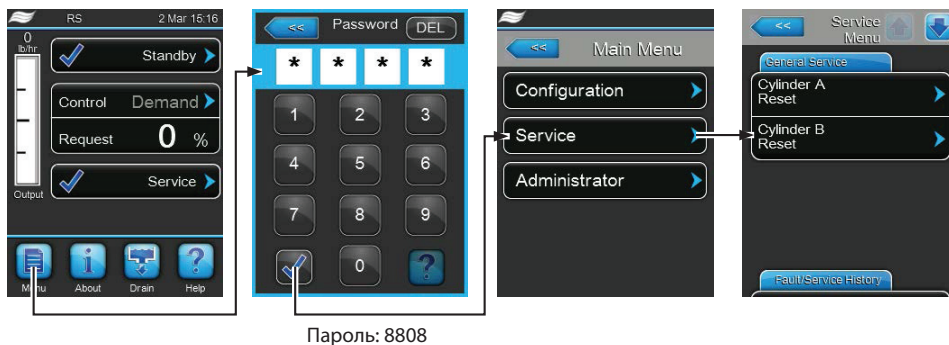 RS 2 Mar 15:16
0
lb/hr
Standby
Control Demand
Request 0 %
Service
Output
Menu About Drain Help
<< Password DEL
* * * *
1 2 3
4 5 6
7 8 9
0 ?
Пароль: 8808
<< Main Menu
Configuration
Service
Administrator
<< Service
Menu
General Service
Cylinder A
Reset
Cylinder B
Reset
Fault/Service History